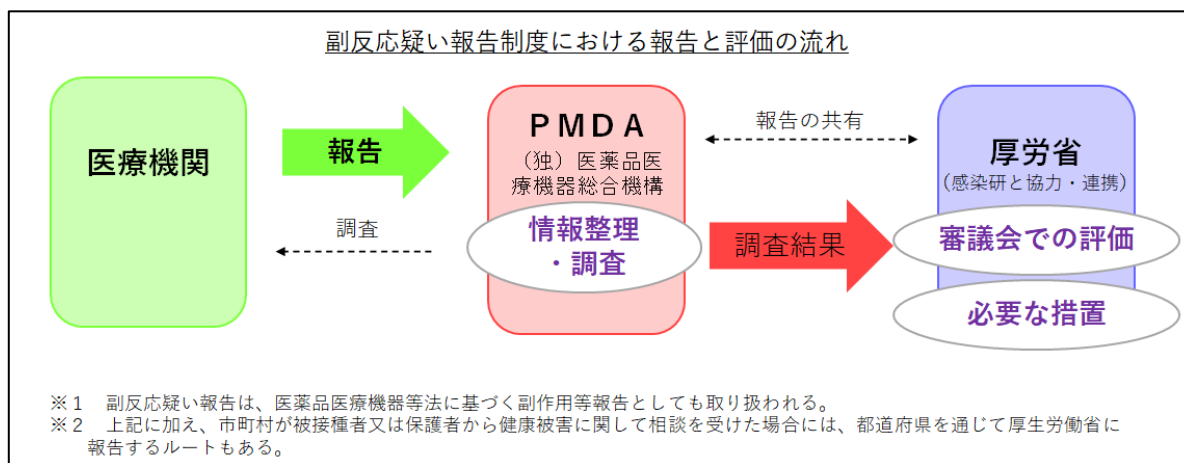 副反応疑い報告制度における報告と評価の流れ
医療機関
報告
調査
PMDA
（独）医薬品医
療機器総合機構
情報整理
・調査
報告の共有
調査結果
厚労省
(感染研と協力・連携)
審議会での評価
必要な措置
※１　副反応疑い報告は、医薬品医療機器等法に基づく副作用等報告としても取り扱われる。
※２　上記に加え、市町村が被接種者又は保護者から健康被害に関して相談を受けた場合には、都道府県を通じて厚生労働省に
報告するルートもある。